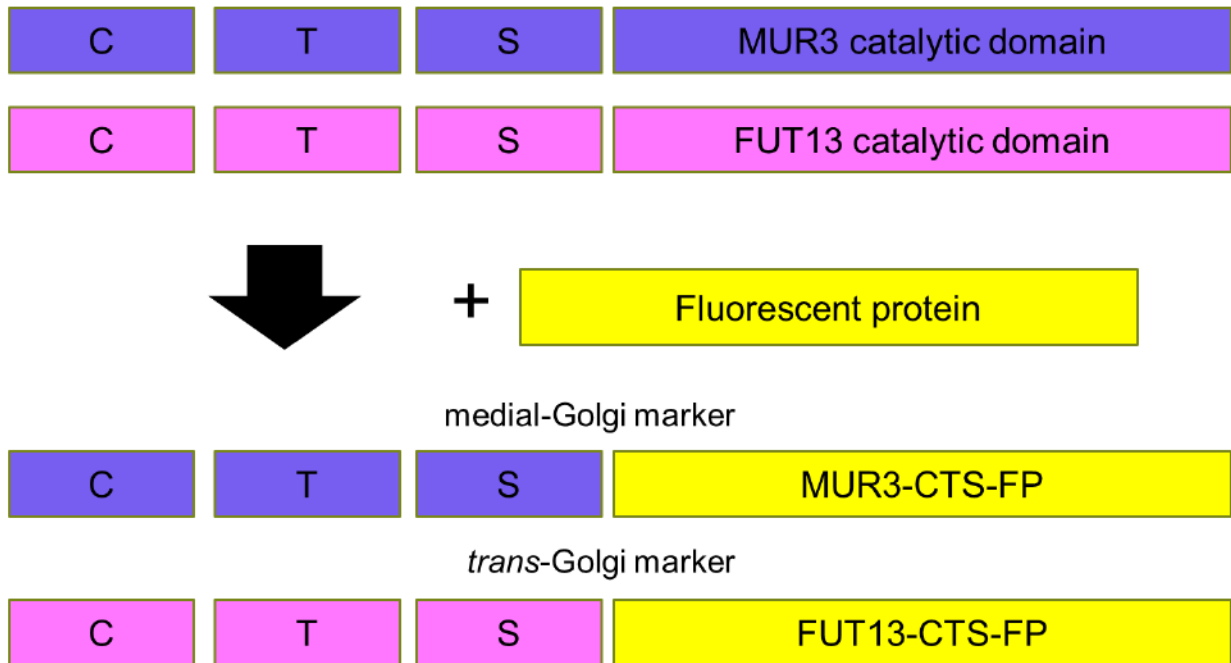 C T S MUR3 catalytic domain
C T S FUT13 catalytic domain
+ Fluorescent protein
medial-Golgi marker
C T S MUR3-CTS-FP
trans-Golgi marker
C T S FUT13-CTS-FP